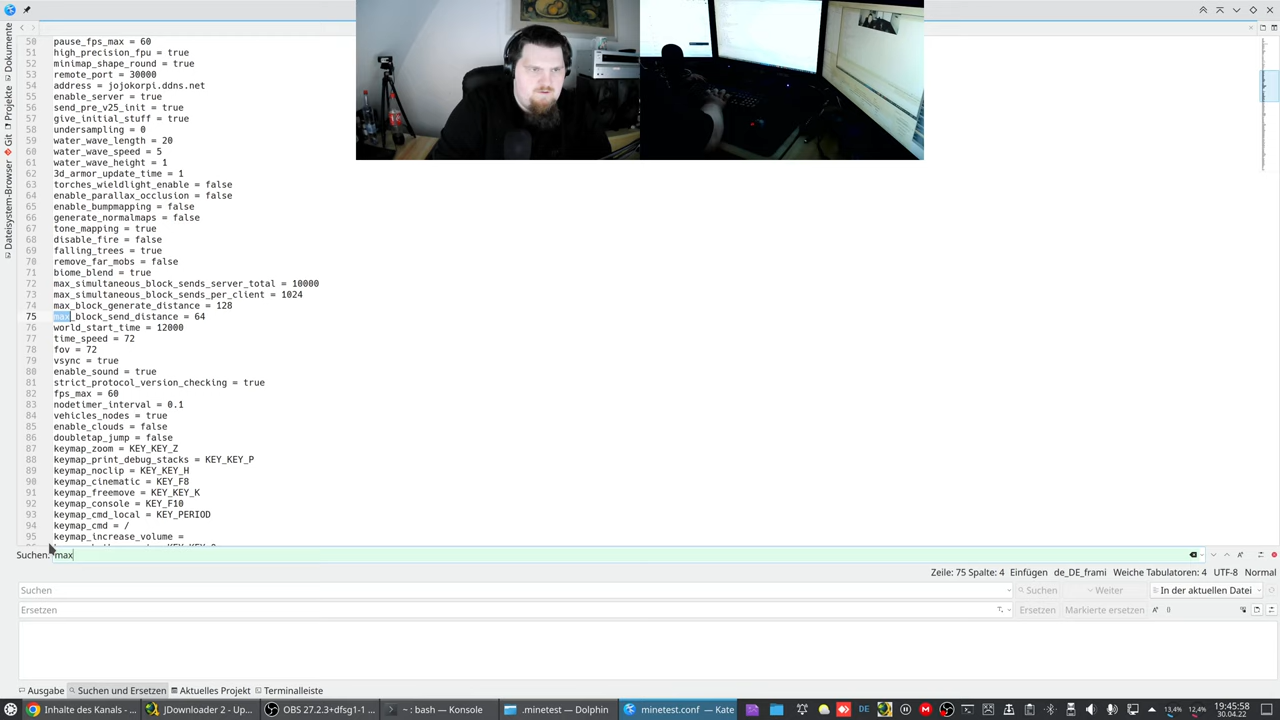 50 pause_fps_max = 60
51 high_precision_fpu = true
52 minimap_shape_round = true
53 remote_port = 30000
54 address = jojokorpi.ddns.net
55 enable_server = true
56 send_pre_v25_init = true
57 give_initial_stuff = true
58 undersampling = 0
59 water_wave_length = 20
60 water_wave_speed = 5
61 water_wave_height = 1
62 3d_armor_update_time = 1
63 torches_wieldlight_enable = false
64 enable_parallax_occlusion = false
65 enable_bumpmapping = false
66 generate_normalmaps = false
67 tone_mapping = true
68 disable_fire = false
69 falling_trees = true
70 remove_far_mobs = false
71 biome_blend = true
72 max_simultaneous_block_sends_server_total = 10000
73 max_simultaneous_block_sends_per_client = 1024
74 max_block_generate_distance = 128
75 max_block_send_distance = 64
76 world_start_time = 12000
77 time_speed = 72
78 fov = 72
79 vsync = true
80 enable_sound = true
81 strict_protocol_version_checking = true
82 fps_max = 60
83 nodetimer_interval = 0.1
84 vehicles_nodes = true
85 enable_clouds = false
86 doubletap_jump = false
87 keymap_zoom = KEY_KEY_Z
88 keymap_print_debug_stacks = KEY_KEY_P
89 keymap_noclip = KEY_KEY_H
90 keymap_cinematic = KEY_F8
91 keymap_freemove = KEY_KEY_K
92 keymap_console = KEY_F10
93 keymap_cmd_local = KEY_PERIOD
94 keymap_cmd = /
95 keymap_increase_volume =
Dokumente
Projekte
Git
Dateisystem-Browser
Suchen: max
Zeile: 75 Spalte: 4 Einfügen de_DE_frami Weiche Tabulatoren: 4 UTF-8 Normal
Suchen Suchen Weiter In der aktuellen Datei
Ersetzen Ersetzen Markierte ersetzen
Ausgabe Suchen und Ersetzen Aktuelles Projekt Terminalleiste
Inhalte des Kanals - ... JDownloader 2 - Up... OBS 27.2.3+dfsg1-1 ... ~ : bash — Konsole .minetest — Dolphin minetest.conf — Kate DE 13,4% 12,4% 19:45:58
30.04.22